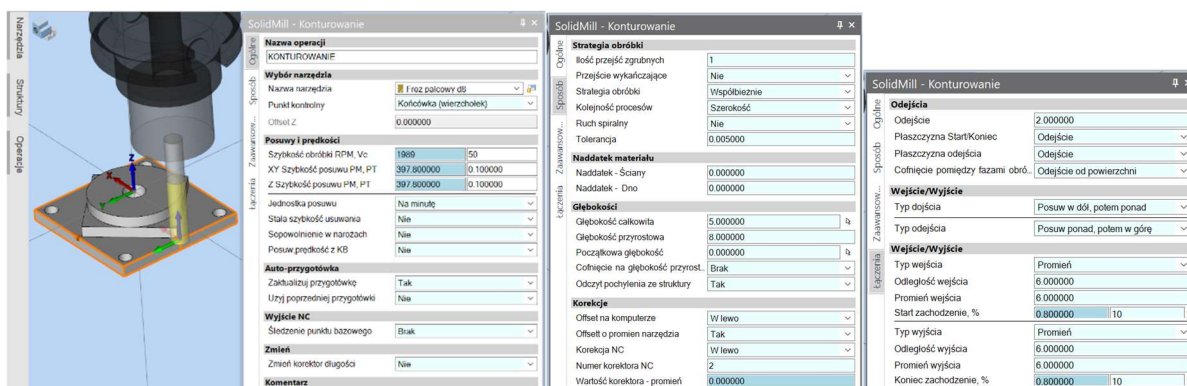 Narzędzia
Struktury
Operacje
SolidMill - Konturowanie
Ogólne
Sposób
Zaawansow...
Łączenia
Nazwa operacji
KONTUROWANIE
Wybór narzędzia
Nazwa narzędzia Frez palcowy d8
Punkt kontrolny Końcówka (wierzchołek)
Offset Z 0.000000
Posuwy i prędkości
Szybkość obróbki RPM, Vc 1989 50
XY Szybkość posuwu PM, PT 397.800000 0.100000
Z Szybkość posuwu PM, PT 397.800000 0.100000
Jednostka posuwu Na minutę
Stała szybkość usuwania Nie
Sopowolnienie w narożach Nie
Posuw,prędkość z KB Nie
Auto-przygotówka
Zaktualizuj przygotówkę Tak
Użyj poprzedniej przygotówki Nie
Wyjście NC
Śledzenie punktu bazowego Brak
Zmień
Zmień korektor długości Nie
Komentarz
SolidMill - Konturowanie
Ogólne
Sposób
Zaawansow...
Łączenia
Strategia obróbki
Ilość przejść zgrubnych 1
Przejście wykańczające Nie
Strategia obróbki Współbieżnie
Kolejność procesów Szerokość
Ruch spiralny Nie
Tolerancja 0.005000
Naddatek materiału
Naddatek - Ściany 0.000000
Naddatek - Dno 0.000000
Głębokości
Głębokość całkowita 5.000000
Głębokość przyrostowa 8.000000
Początkowa głębokość 0.000000
Cofnięcie na głębokość przyrost... Brak
Odczyt pochylenia ze struktury Tak
Korekcje
Offset na komputerze W lewo
Offsett o promień narzędzia Tak
Korekcja NC W lewo
Numer korektora NC 2
Wartość korektora - promień 0.000000
SolidMill - Konturowanie
Ogólne
Sposób
Zaawansow...
Łączenia
Odejścia
Odejście 2.000000
Płaszczyzna Start/Koniec Odejście
Płaszczyzna odejścia Odejście
Cofnięcie pomiędzy fazami obró... Odejście od powierzchni
Wejście/Wyjście
Typ dojścia Posuw w dół, potem ponad
Typ odejścia Posuw ponad, potem w górę
Wejście/Wyjście
Typ wejścia Promień
Odległość wejścia 6.000000
Promień wejścia 6.000000
Start zachodzenie, % 0.800000 10
Typ wyjścia Promień
Odległość wyjścia 6.000000
Promień wyjścia 6.000000
Koniec zachodzenie, % 0.800000 10